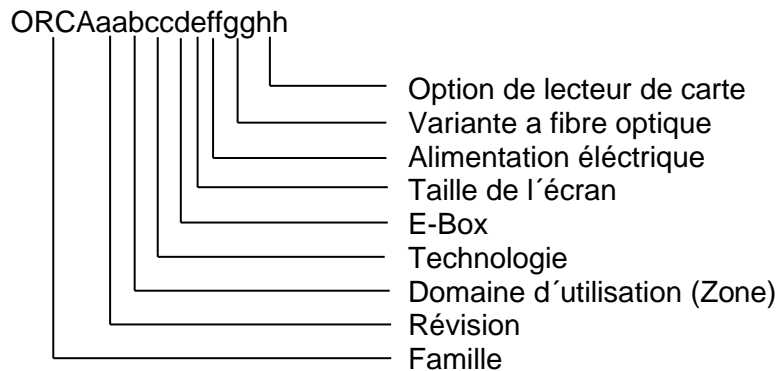 ORCAaabccdeffgghh
Option de lecteur de carte
Variante a fibre optique
Alimentation éléctrique
Taille de l´écran
E-Box
Technologie
Domaine d´utilisation (Zone)
Révision
Famille